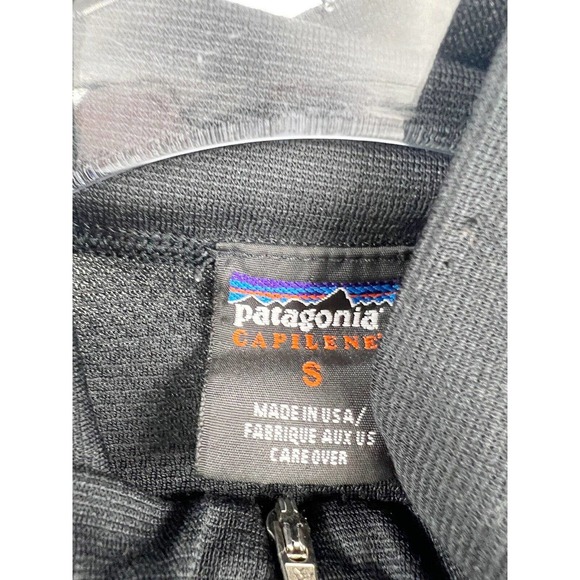 patagonia®
CAPILENE®
S
MADE IN USA/
FABRIQUE AUX US
CARE OVER